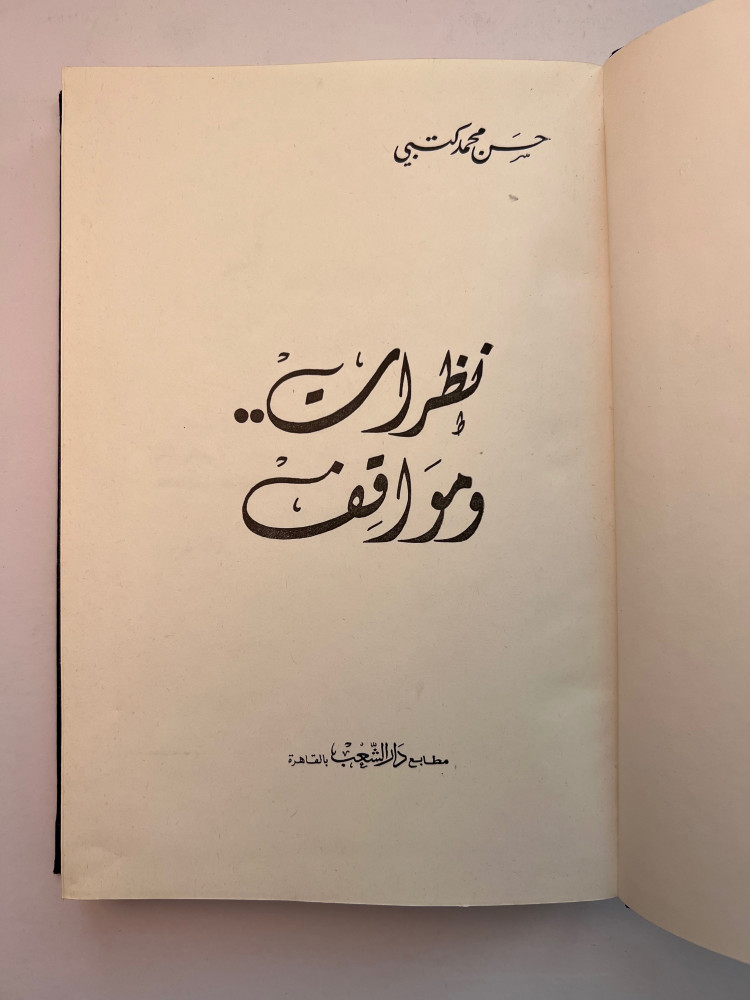 حسن محمد كتبي
نظرات..
ومواقف
مطابع دار الشعب بالقاهرة